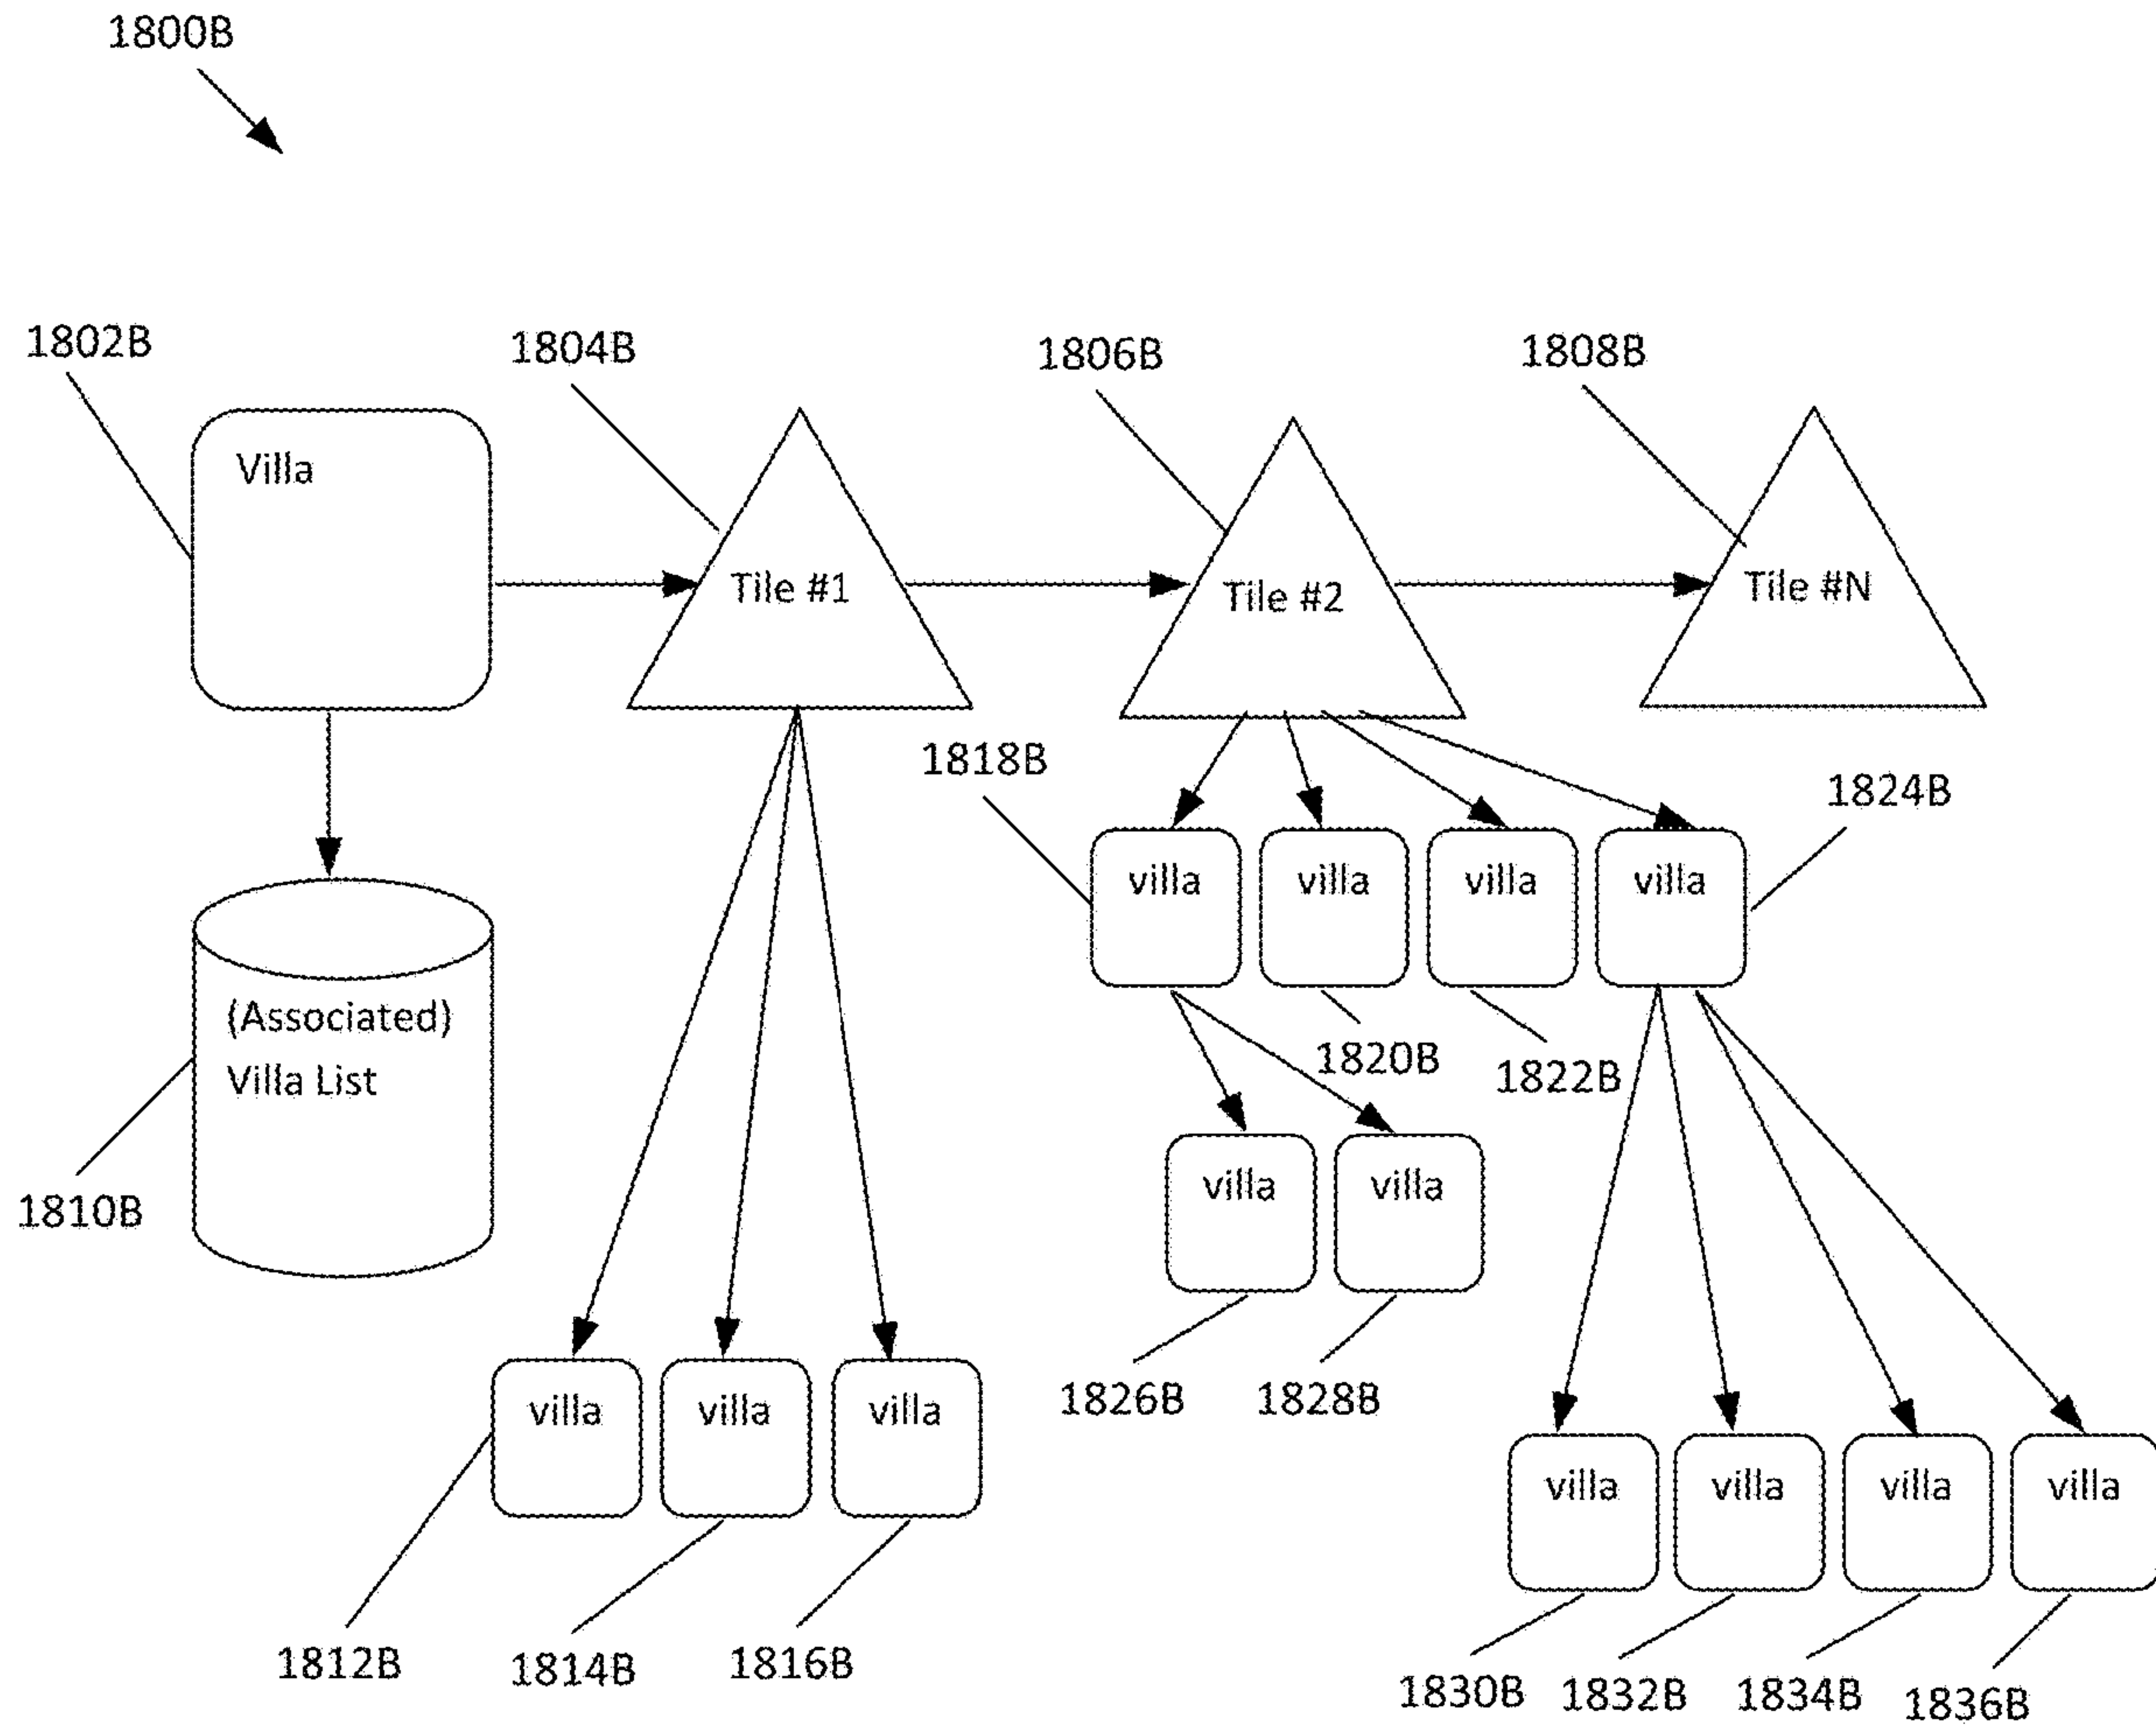 1800B
1802B
1804B
1806B
1808B
Villa
Tile #1
Tile #2
Tile #N
1818B
1824B
villa
villa
villa
villa
(Associated)
Villa List
1820B
1822B
1810B
villa
villa
1826B
1828B
villa
villa
villa
villa
villa
villa
villa
1812B
1814B
1816B
1830B
1832B
1834B
1836B